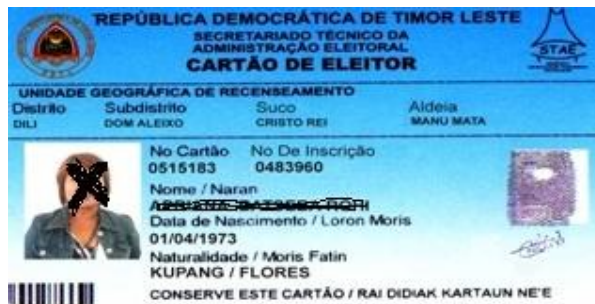 REPÚBLICA DEMOCRÁTICA DE TIMOR LESTE
SECRETARIADO TÉCNICO DA
ADMINISTRAÇÃO ELEITORAL
CARTÃO DE ELEITOR
STAE
UNIDADE GEOGRÁFICA DE RECENSEAMENTO
Distrito Subdistrito Suco Aldeia
DILI DOM ALEIXO CRISTO REI MANU MATA
No Cartão No De Inscrição
0515183 0483960
Nome / Naran
Data de Nascimento / Loron Moris
01/04/1973
Naturalidade / Moris Fatin
KUPANG / FLORES
CONSERVE ESTE CARTÃO / RAI DIDIAK KARTAUN NE'E